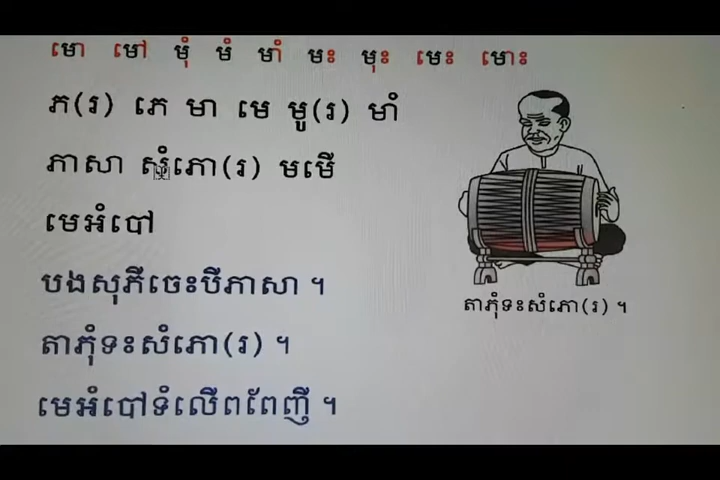 មោ មៅ មុំ មំ មាំ មះ មុះ មេះ មោះ
ភ(រ) ភេ មា មេ មូ(រ) មាំ
ភាសា សំភោ(រ) មមើ
មេអំបៅ
បងសុភីចេះបីភាសា ។
តាភុំទះសំភោ(រ) ។
មេអំបៅទំលើពពែញី ។
តាភុំទះសំភោ(រ) ។